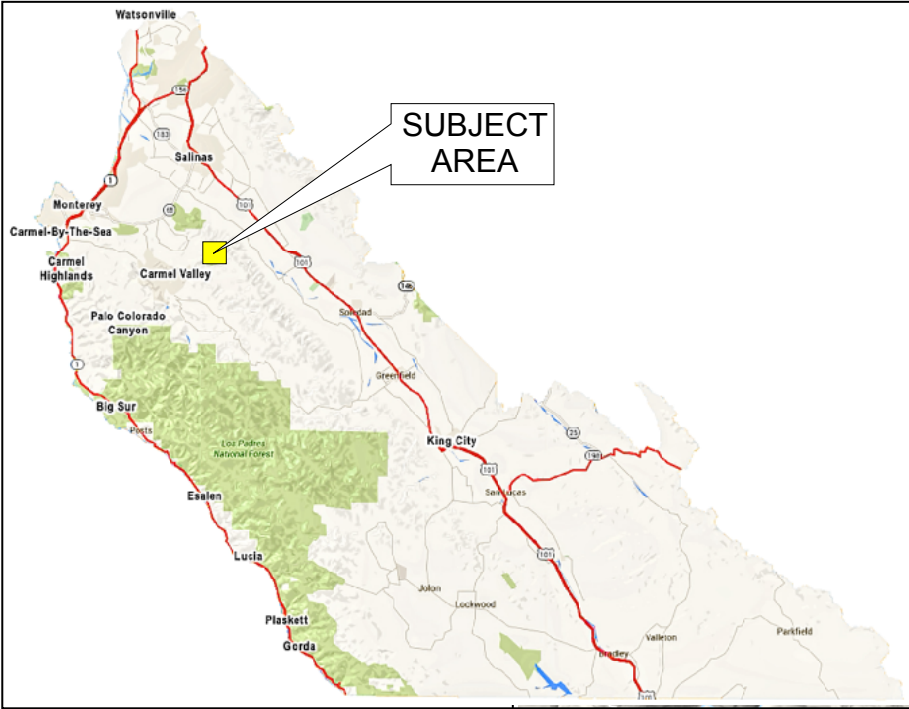 Watsonville
156
183
SUBJECT
AREA
Salinas
1
Monterey
68
101
Carmel-By-The-Sea
Carmel
Highlands
Carmel Valley
101
146
Palo Colorado
Canyon
Soledad
1
Greenfield
Big Sur
Posts
Los Padres
National Forest
King City
25
198
101
San Lucas
Esalen
101
Lucia
Jolon
Lockwood
Plaskett
Gorda
Valleton
Parkfield
Bradley
101